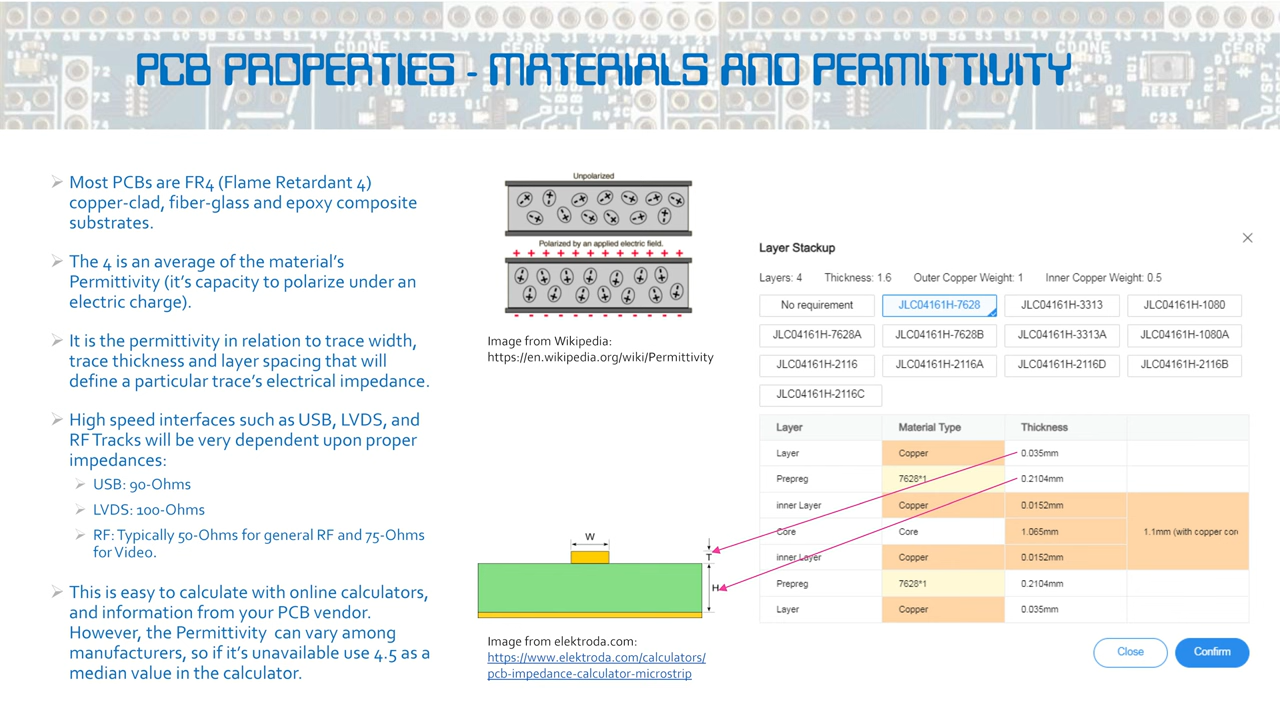 PCB PROPERTIES - MATERIALS AND PERMITTIVITY
Most PCBs are FR4 (Flame Retardant 4)
copper-clad, fiber-glass and epoxy composite
substrates.
The 4 is an average of the material's
Permittivity (it's capacity to polarize under an
electric charge).
It is the permittivity in relation to trace width,
trace thickness and layer spacing that will
define a particular trace's electrical impedance.
High speed interfaces such as USB, LVDS, and
RF Tracks will be very dependent upon proper
impedances:
USB: 90-Ohms
LVDS: 100-Ohms
RF: Typically 50-Ohms for general RF and 75-Ohms
for Video.
This is easy to calculate with online calculators,
and information from your PCB vendor.
However, the Permittivity can vary among
manufacturers, so if it's unavailable use 4.5 as a
median value in the calculator.
Unpolarized
Polarized by an applied electric field.
Image from Wikipedia:
https://en.wikipedia.org/wiki/Permittivity
W
T
H
Image from elektroda.com:
https://www.elektroda.com/calculators/
pcb-impedance-calculator-microstrip
Layer Stackup
Layers: 4 Thickness: 1.6 Outer Copper Weight: 1 Inner Copper Weight: 0.5
No requirement JLC04161H-7628 JLC04161H-3313 JLC04161H-1080
JLC04161H-7628A JLC04161H-7628B JLC04161H-3313A JLC04161H-1080A
JLC04161H-2116 JLC04161H-2116A JLC04161H-2116D JLC04161H-2116B
JLC04161H-2116C
Layer Material Type Thickness
Layer Copper 0.035mm
Prepreg 7628*1 0.2104mm
inner Layer Copper 0.0152mm
Core Core 1.065mm 1.1mm (with copper cor
inner Layer Copper 0.0152mm
Prepreg 7628*1 0.2104mm
Layer Copper 0.035mm
Close Confirm